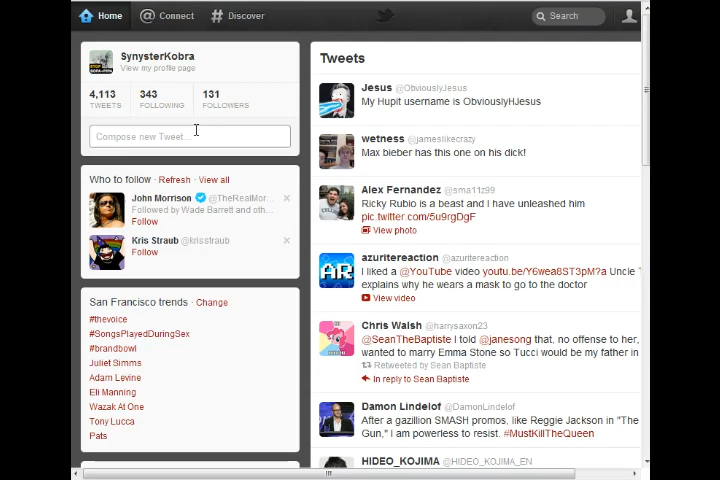 Home @ Connect # Discover Search
SynysterKobra
View my profile page
4,113 343 131
TWEETS FOLLOWING FOLLOWERS
Compose new Tweet...
Who to follow · Refresh · View all
John Morrison @TheRealMor...
Followed by Wade Barrett and oth...
Follow
Kris Straub @krisstraub
Follow
San Francisco trends · Change
#thevoice
#SongsPlayedDuringSex
#brandbowl
Juliet Simms
Adam Levine
Eli Manning
Wazak At One
Tony Lucca
Pats
Tweets
Jesus @ObviouslyJesus
My Hupit username is ObviouslyHJesus
wetness @jameslikecrazy
Max bieber has this one on his dick!
Alex Fernandez @sma11z99
Ricky Rubio is a beast and I have unleashed him
pic.twitter.com/5u9rgDgF
View photo
azuritereaction @azuritereaction
I liked a @YouTube video youtu.be/Y6wea8ST3pM?a Uncle T
explains why he wears a mask to go to the doctor
View video
Chris Walsh @harrysaxon23
@SeanTheBaptiste I told @janesong that, no offense to her,
wanted to marry Emma Stone so Tucci would be my father in
Retweeted by Sean Baptiste
In reply to Sean Baptiste
Damon Lindelof @DamonLindelof
After a gazillion SMASH promos, like Reggie Jackson in "The
Gun," I am powerless to resist. #MustKillTheQueen
HIDEO_KOJIMA @HIDEO_KOJIMA_EN